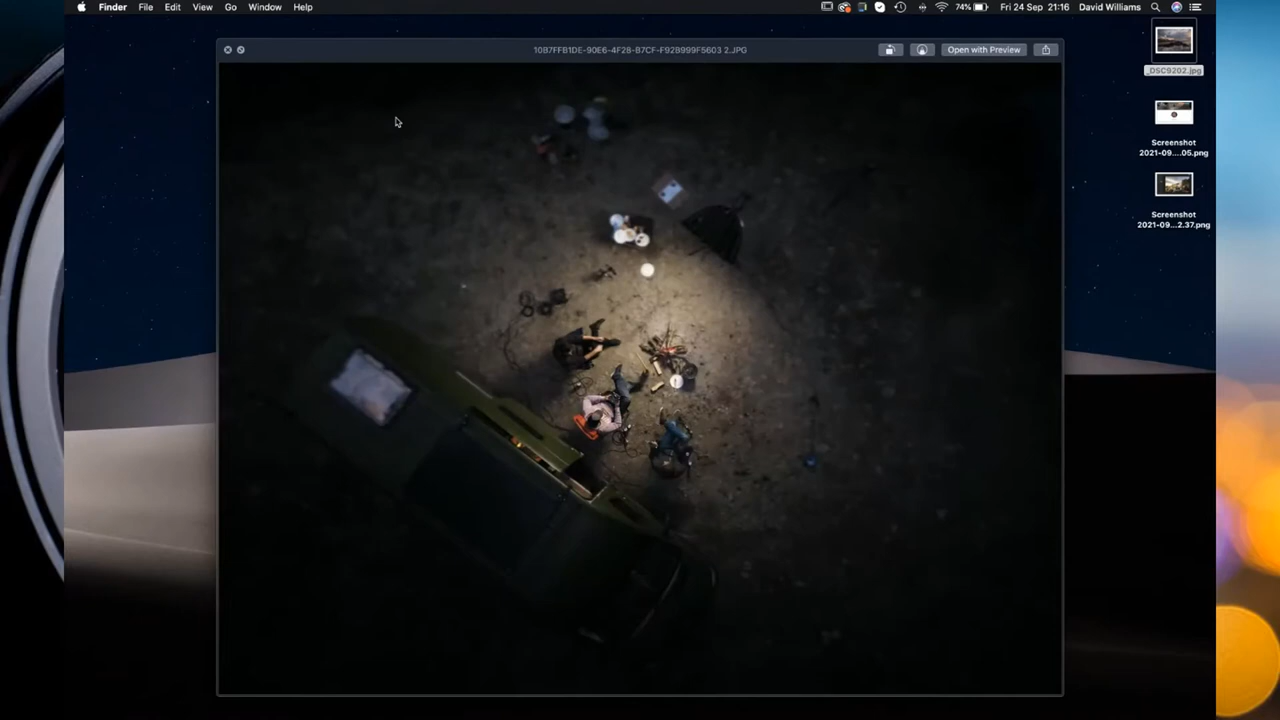 Finder File Edit View Go Window Help 74% Fri 24 Sep 21:16 David Williams
10B7FFB1DE-90E6-4F28-B7CF-F92B999F5603 2.JPG Open with Preview
_DSC9202.jpg
Screenshot
2021-09....05.png
Screenshot
2021-09...2.37.png